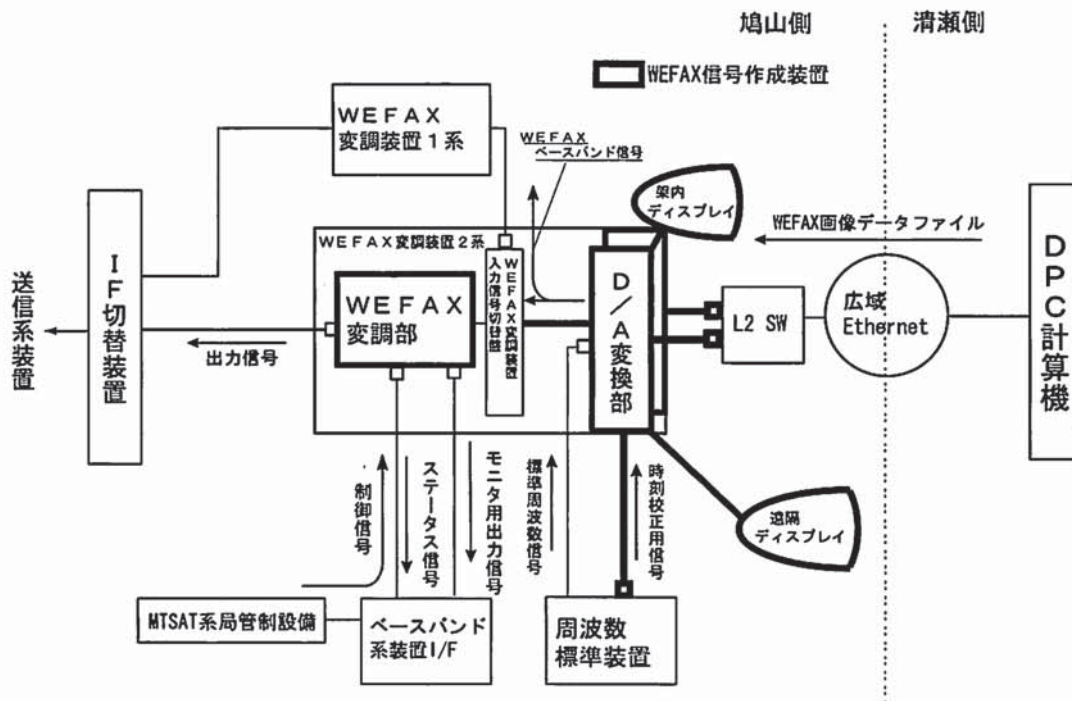 鳩山側
清瀬側
WEFAX信号作成装置
WEFAX
変調装置1系
WEFAX
ベースバンド信号
架内
ディスプレイ
WEFAX画像データファイル
WEFAX変調装置2系
WEFAX
変調部
WEFAX変調装置
入力信号切替盤
D/A変換部
L2 SW
広域
Ethernet
DPC計算機
送信系装置
IF切替装置
出力信号
制御信号
ステータス信号
モニタ用出力信号
標準周波数信号
時刻校正用信号
遠隔
ディスプレイ
MTSAT系局管制設備
ベースバンド
系装置I/F
周波数
標準装置